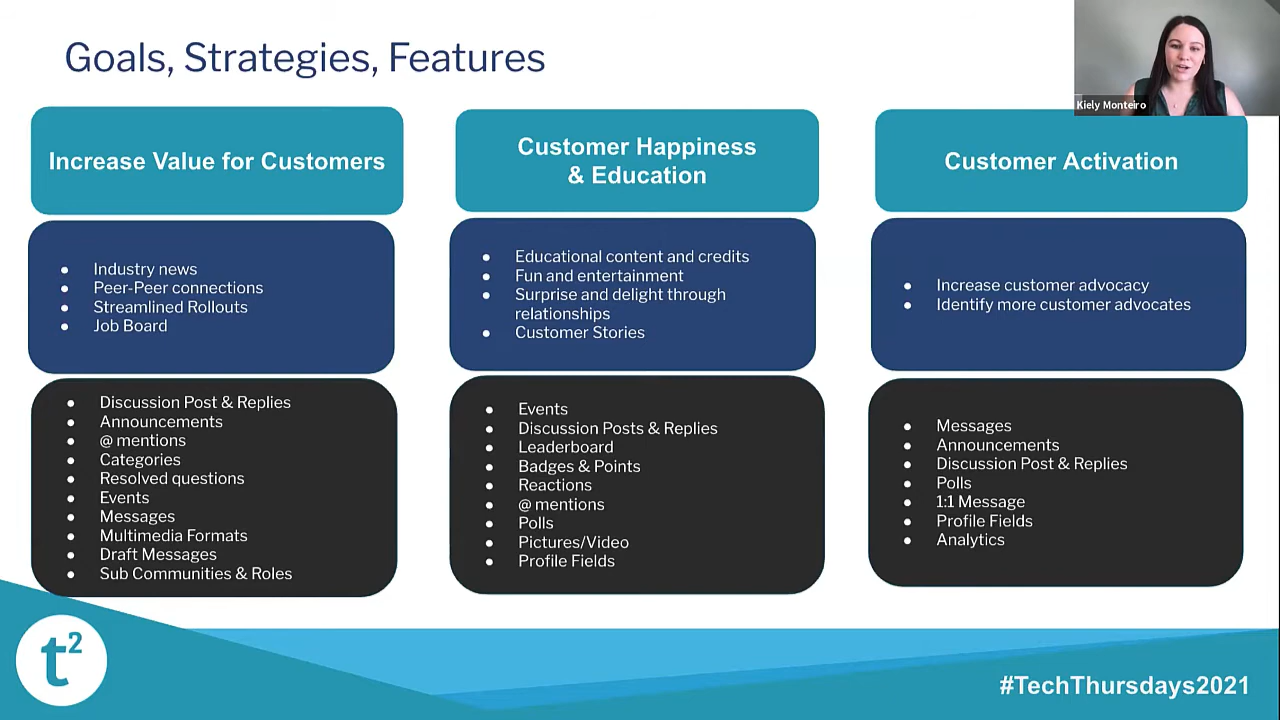 Goals, Strategies, Features
Kiely Monteiro
Increase Value for Customers
Industry news
Peer-Peer connections
Streamlined Rollouts
Job Board
Discussion Post & Replies
Announcements
@ mentions
Categories
Resolved questions
Events
Messages
Multimedia Formats
Draft Messages
Sub Communities & Roles
Customer Happiness
& Education
Educational content and credits
Fun and entertainment
Surprise and delight through
relationships
Customer Stories
Events
Discussion Posts & Replies
Leaderboard
Badges & Points
Reactions
@ mentions
Polls
Pictures/Video
Profile Fields
Customer Activation
Increase customer advocacy
Identify more customer advocates
Messages
Announcements
Discussion Post & Replies
Polls
1:1 Message
Profile Fields
Analytics
t²
#TechThursdays2021